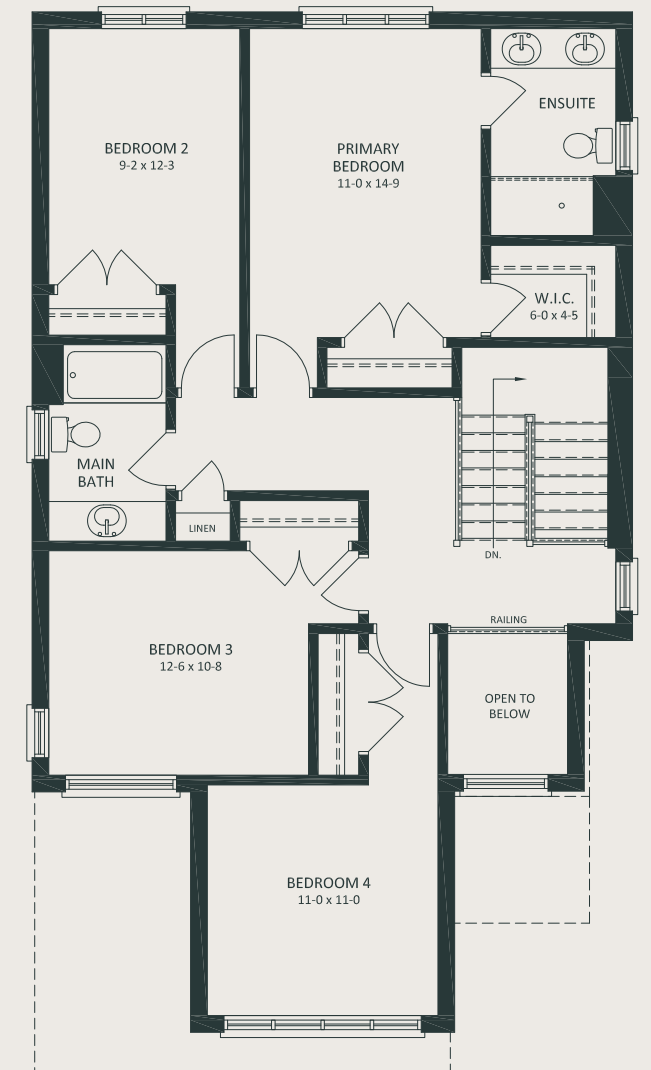 ENSUITE
BEDROOM 2
9-2 x 12-3
PRIMARY
BEDROOM
11-0 x 14-9
W.I.C.
6-0 x 4-5
MAIN
BATH
LINEN
DN.
RAILING
BEDROOM 3
12-6 x 10-8
OPEN TO
BELOW
BEDROOM 4
11-0 x 11-0